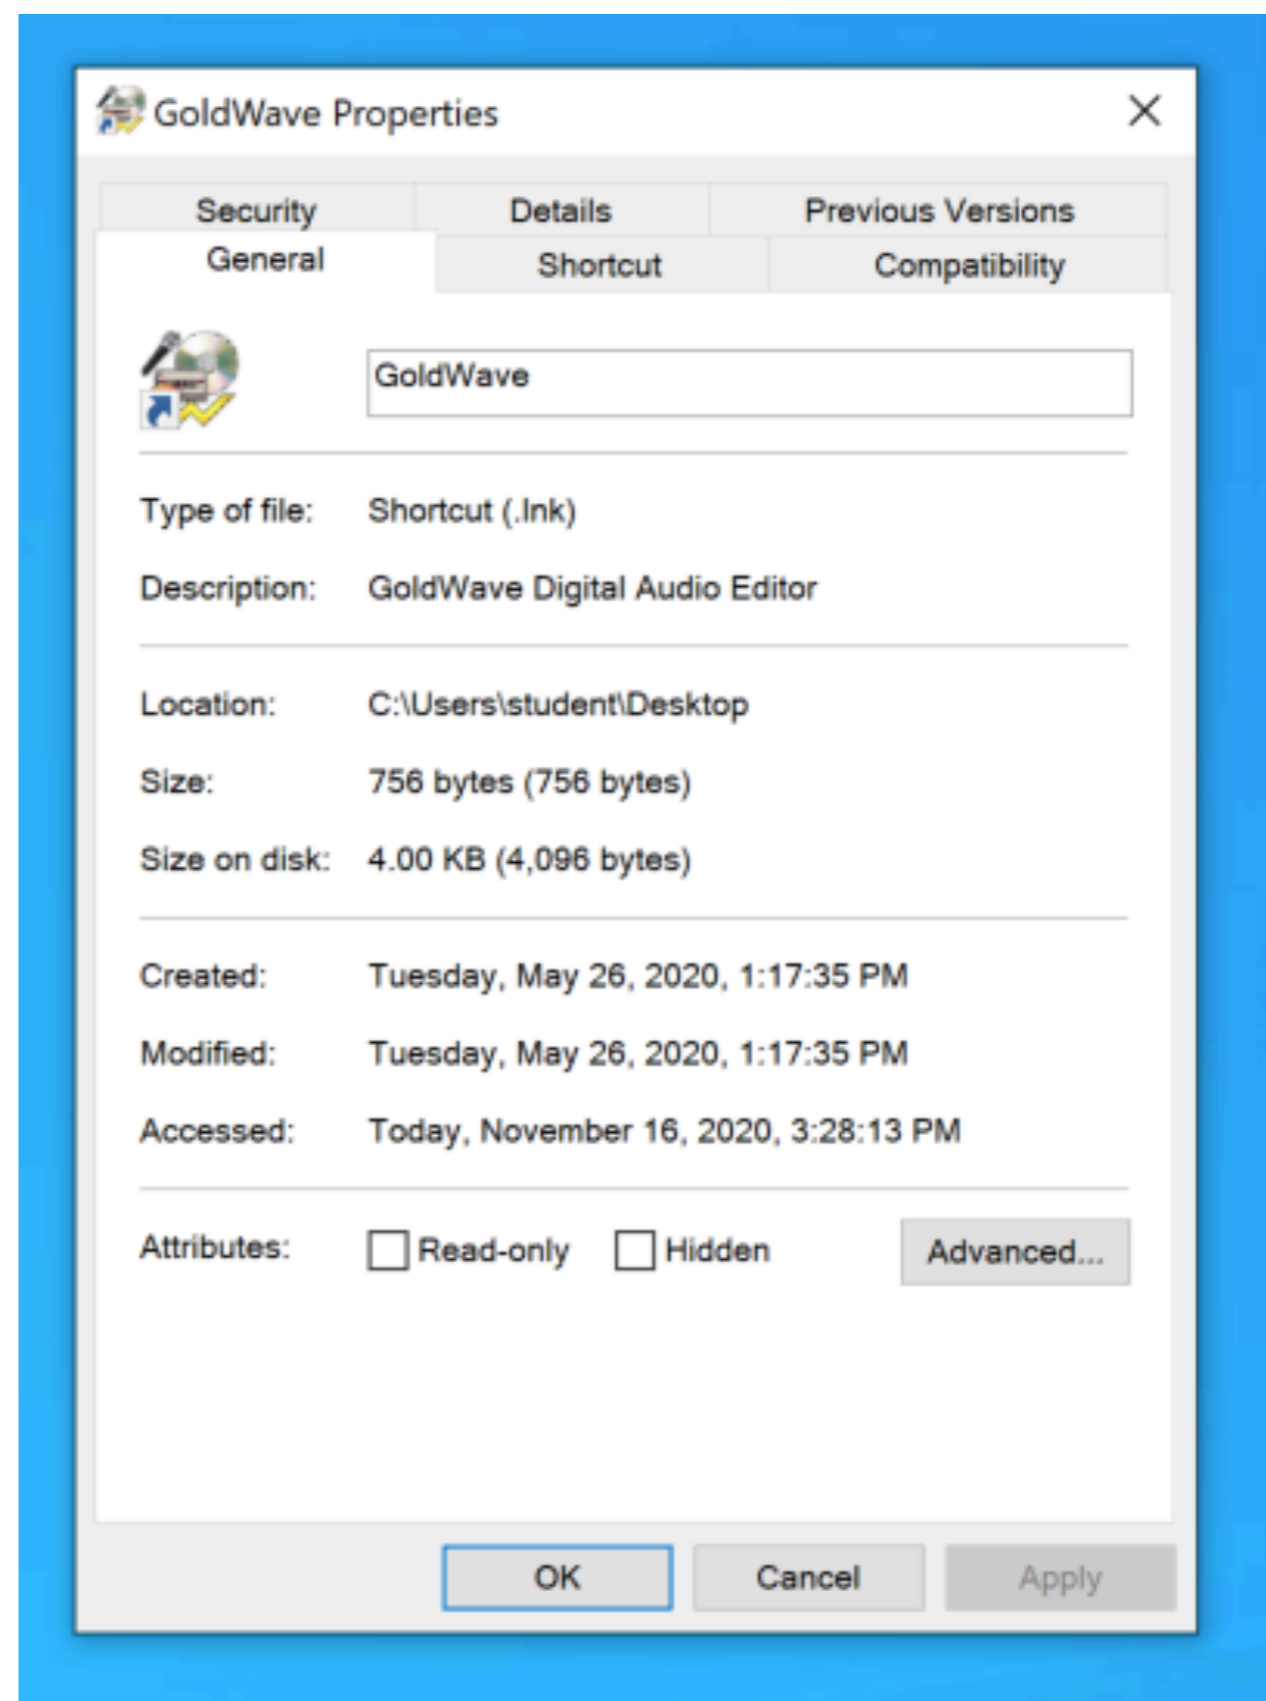 GoldWave Properties
Security Details Previous Versions
General Shortcut Compatibility
GoldWave
Type of file: Shortcut (.lnk)
Description: GoldWave Digital Audio Editor
Location: C:\Users\student\Desktop
Size: 756 bytes (756 bytes)
Size on disk: 4.00 KB (4,096 bytes)
Created: Tuesday, May 26, 2020, 1:17:35 PM
Modified: Tuesday, May 26, 2020, 1:17:35 PM
Accessed: Today, November 16, 2020, 3:28:13 PM
Attributes: Read-only Hidden Advanced...
OK Cancel Apply